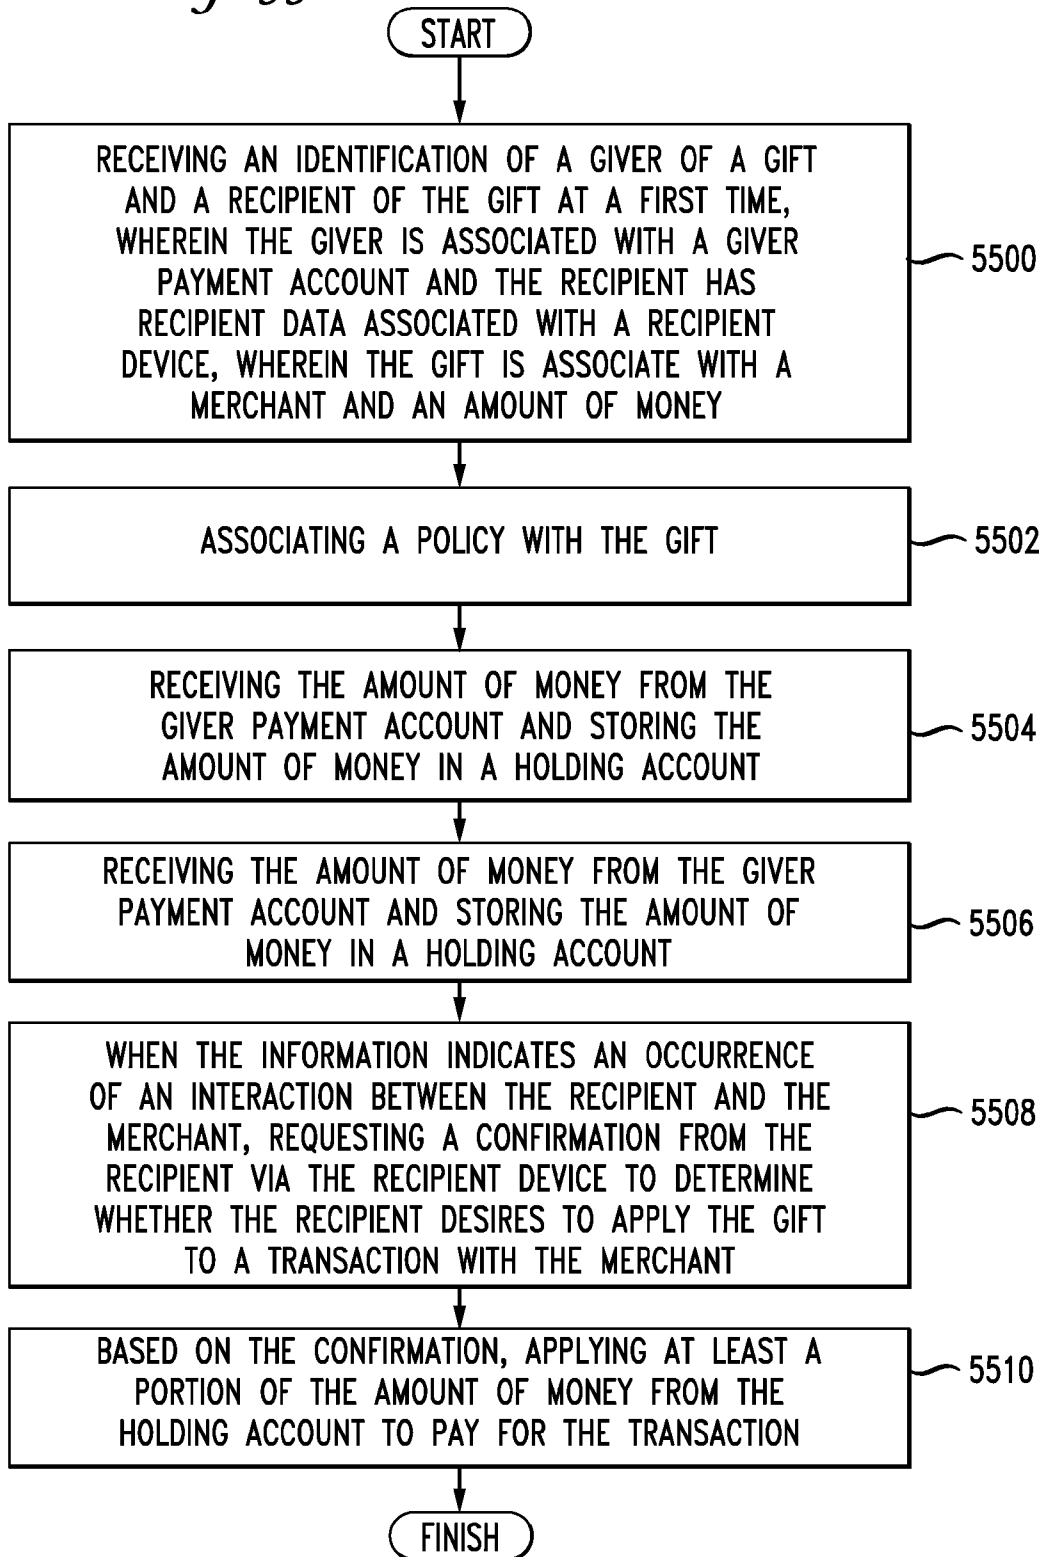 START
RECEIVING AN IDENTIFICATION OF A GIVER OF A GIFT
AND A RECIPIENT OF THE GIFT AT A FIRST TIME,
WHEREIN THE GIVER IS ASSOCIATED WITH A GIVER
PAYMENT ACCOUNT AND THE RECIPIENT HAS
RECIPIENT DATA ASSOCIATED WITH A RECIPIENT
DEVICE, WHEREIN THE GIFT IS ASSOCIATE WITH A
MERCHANT AND AN AMOUNT OF MONEY
5500
ASSOCIATING A POLICY WITH THE GIFT
5502
RECEIVING THE AMOUNT OF MONEY FROM THE
GIVER PAYMENT ACCOUNT AND STORING THE
AMOUNT OF MONEY IN A HOLDING ACCOUNT
5504
RECEIVING THE AMOUNT OF MONEY FROM THE GIVER
PAYMENT ACCOUNT AND STORING THE AMOUNT OF
MONEY IN A HOLDING ACCOUNT
5506
WHEN THE INFORMATION INDICATES AN OCCURRENCE
OF AN INTERACTION BETWEEN THE RECIPIENT AND THE
MERCHANT, REQUESTING A CONFIRMATION FROM THE
RECIPIENT VIA THE RECIPIENT DEVICE TO DETERMINE
WHETHER THE RECIPIENT DESIRES TO APPLY THE GIFT
TO A TRANSACTION WITH THE MERCHANT
5508
BASED ON THE CONFIRMATION, APPLYING AT LEAST A
PORTION OF THE AMOUNT OF MONEY FROM THE
HOLDING ACCOUNT TO PAY FOR THE TRANSACTION
5510
FINISH